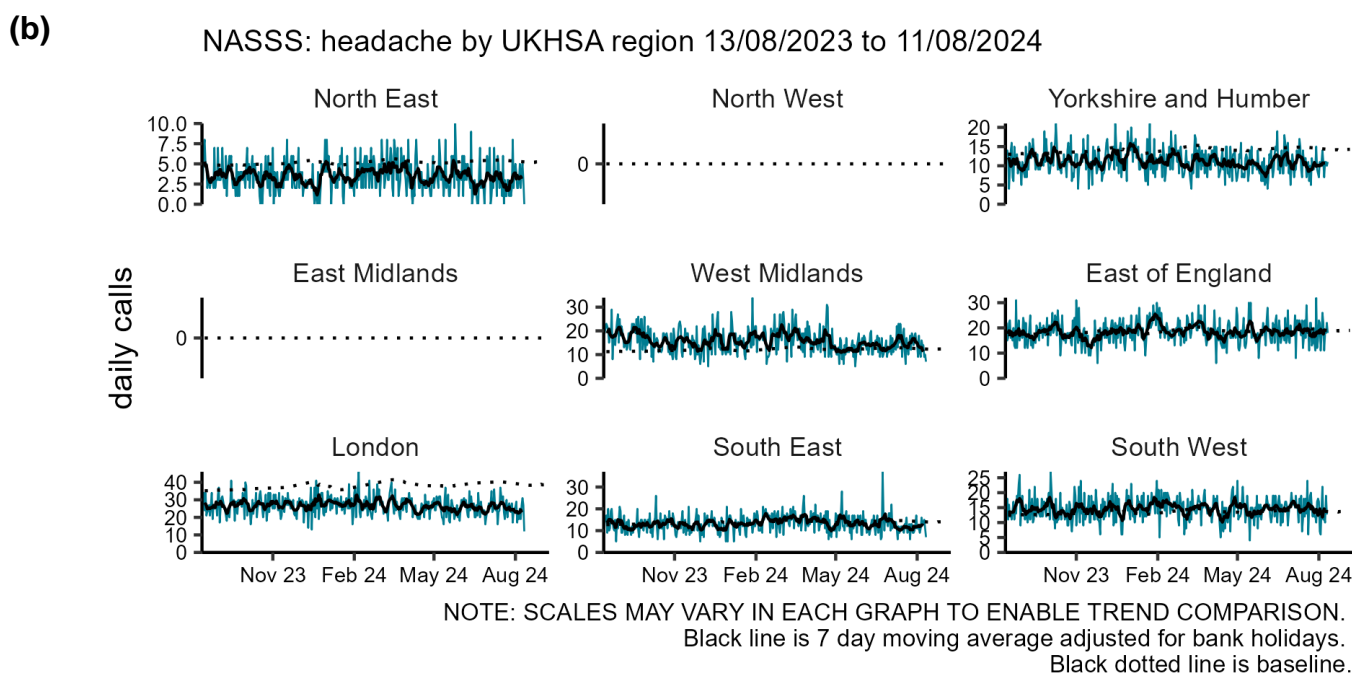 (b)
NASSS: headache by UKHSA region 13/08/2023 to 11/08/2024
North East
North West
Yorkshire and Humber
10.0
7.5
5.0
2.5
0.0
0
20
15
10
5
0
daily calls
East Midlands
West Midlands
East of England
0
30
20
10
0
30
20
10
0
London
South East
South West
40
30
20
10
0
30
20
10
0
25
20
15
10
5
0
Nov 23 Feb 24 May 24 Aug 24
Nov 23 Feb 24 May 24 Aug 24
Nov 23 Feb 24 May 24 Aug 24
NOTE: SCALES MAY VARY IN EACH GRAPH TO ENABLE TREND COMPARISON.
Black line is 7 day moving average adjusted for bank holidays.
Black dotted line is baseline.